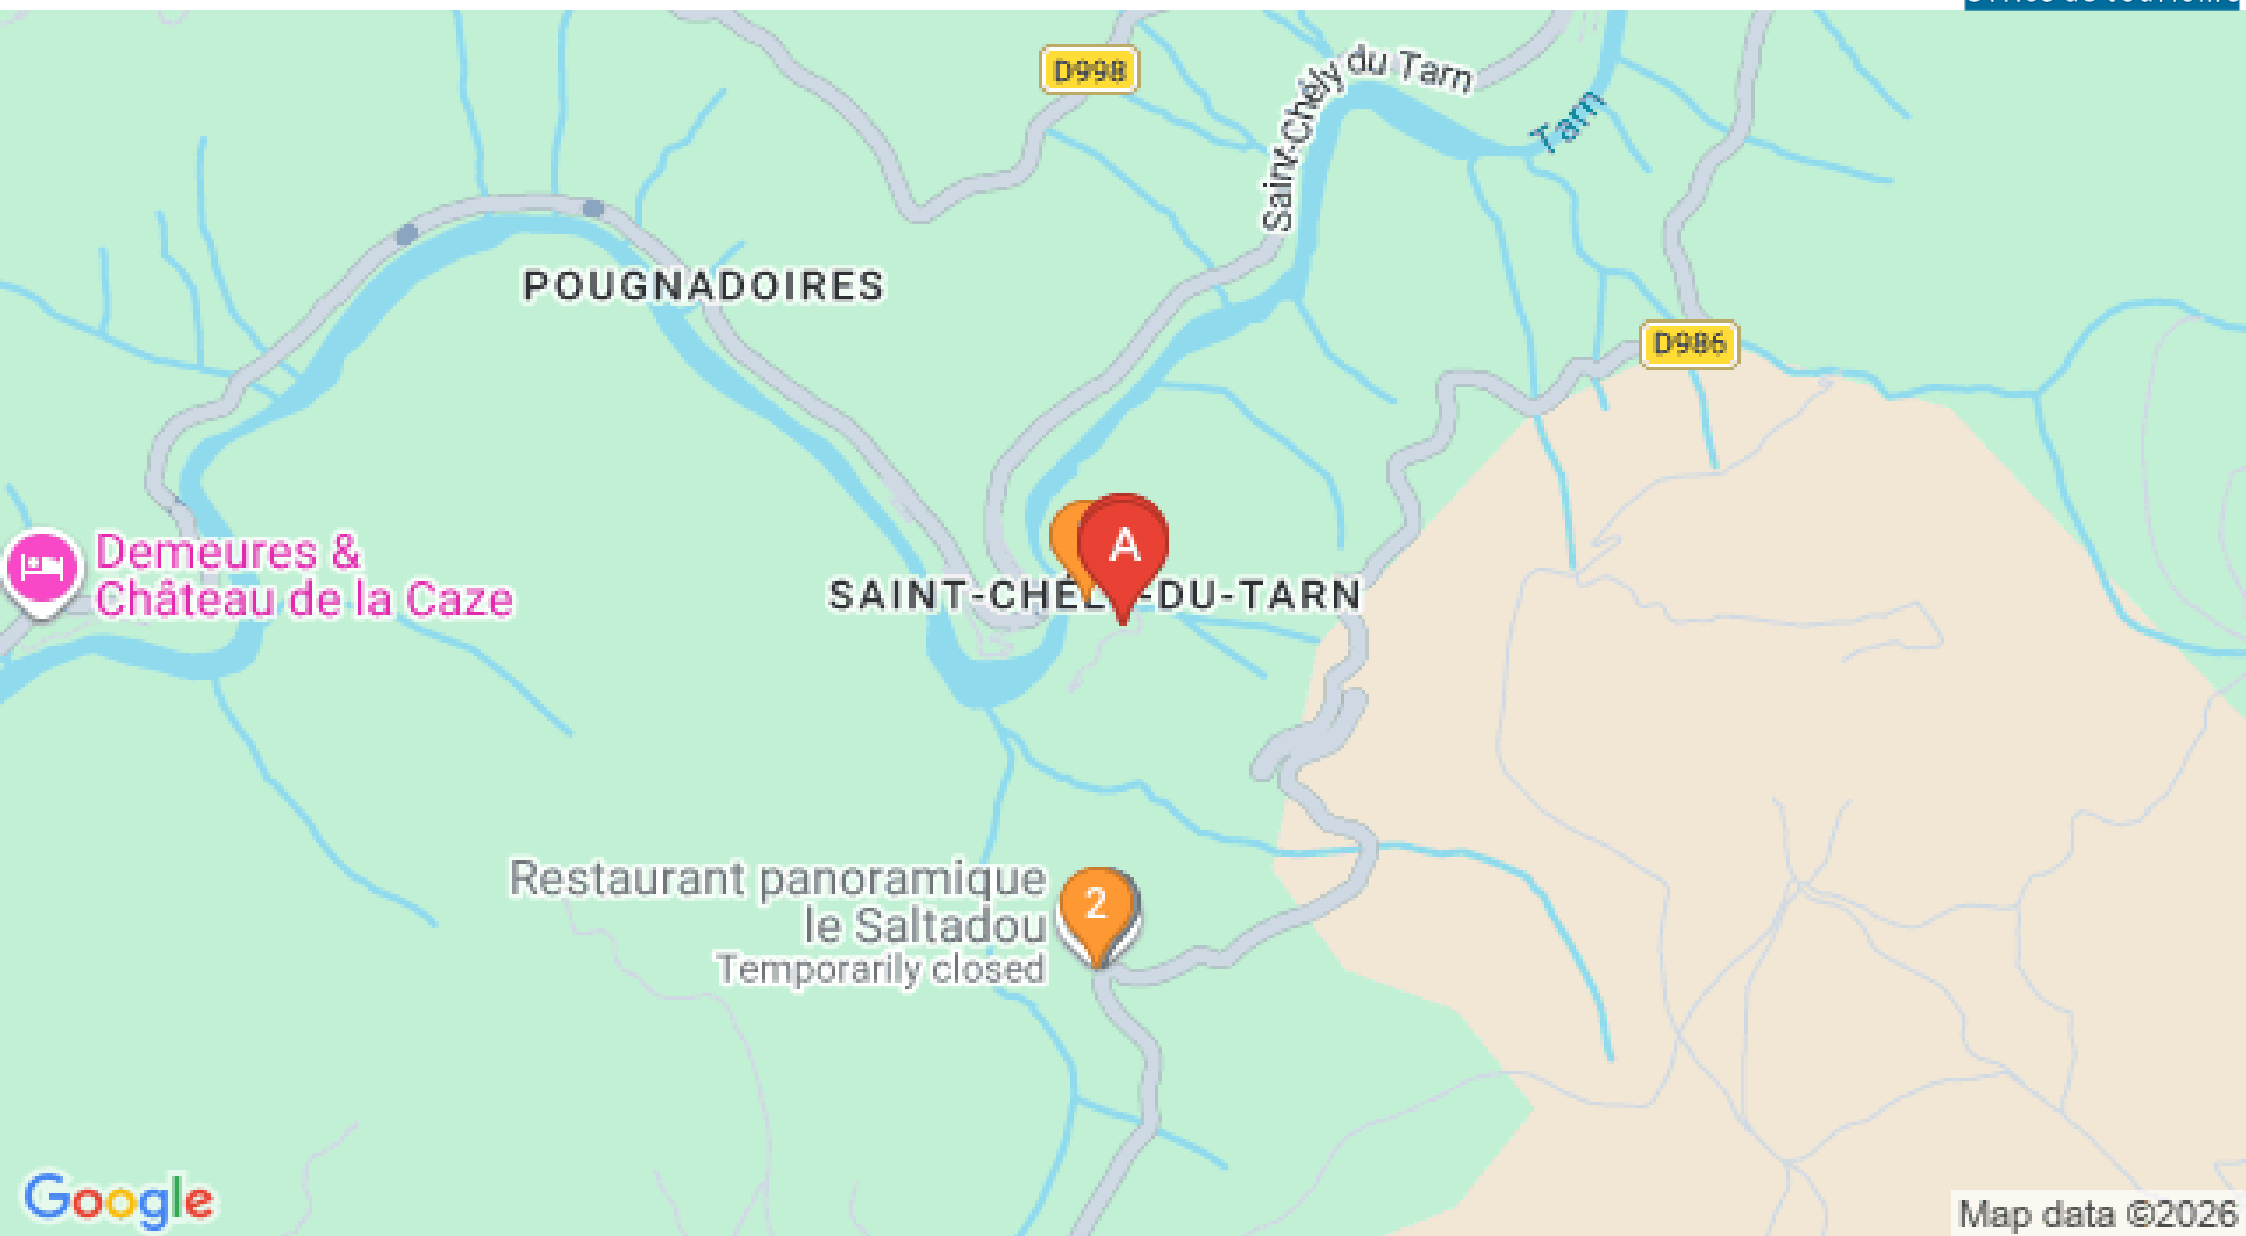 D998
Saint-Chély du Tarn
Tarn
POUGNADOIRES
D986
A
Demeures &
Château de la Caze
SAINT-CHÉLY-DU-TARN
Restaurant panoramique
le Saltadou
Temporarily closed
2
Google
Map data ©2026